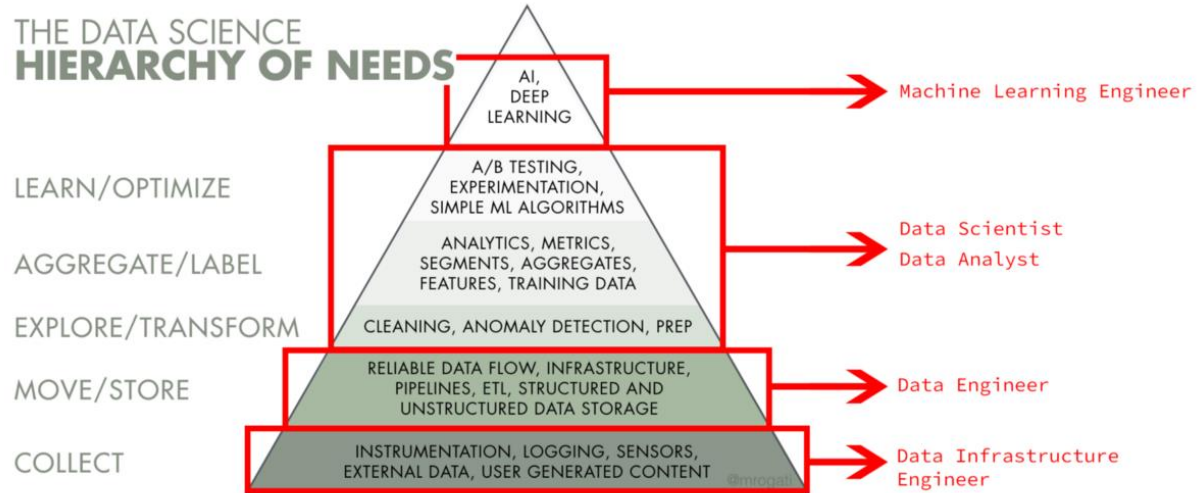 THE DATA SCIENCE
HIERARCHY OF NEEDS
AI,
DEEP
LEARNING
Machine Learning Engineer
LEARN/OPTIMIZE
A/B TESTING,
EXPERIMENTATION,
SIMPLE ML ALGORITHMS
Data Scientist
Data Analyst
AGGREGATE/LABEL
ANALYTICS, METRICS,
SEGMENTS, AGGREGATES,
FEATURES, TRAINING DATA
EXPLORE/TRANSFORM
CLEANING, ANOMALY DETECTION, PREP
MOVE/STORE
RELIABLE DATA FLOW, INFRASTRUCTURE,
PIPELINES, ETL, STRUCTURED AND
UNSTRUCTURED DATA STORAGE
Data Engineer
COLLECT
INSTRUMENTATION, LOGGING, SENSORS,
EXTERNAL DATA, USER GENERATED CONTENT
@mrogati
Data Infrastructure
Engineer